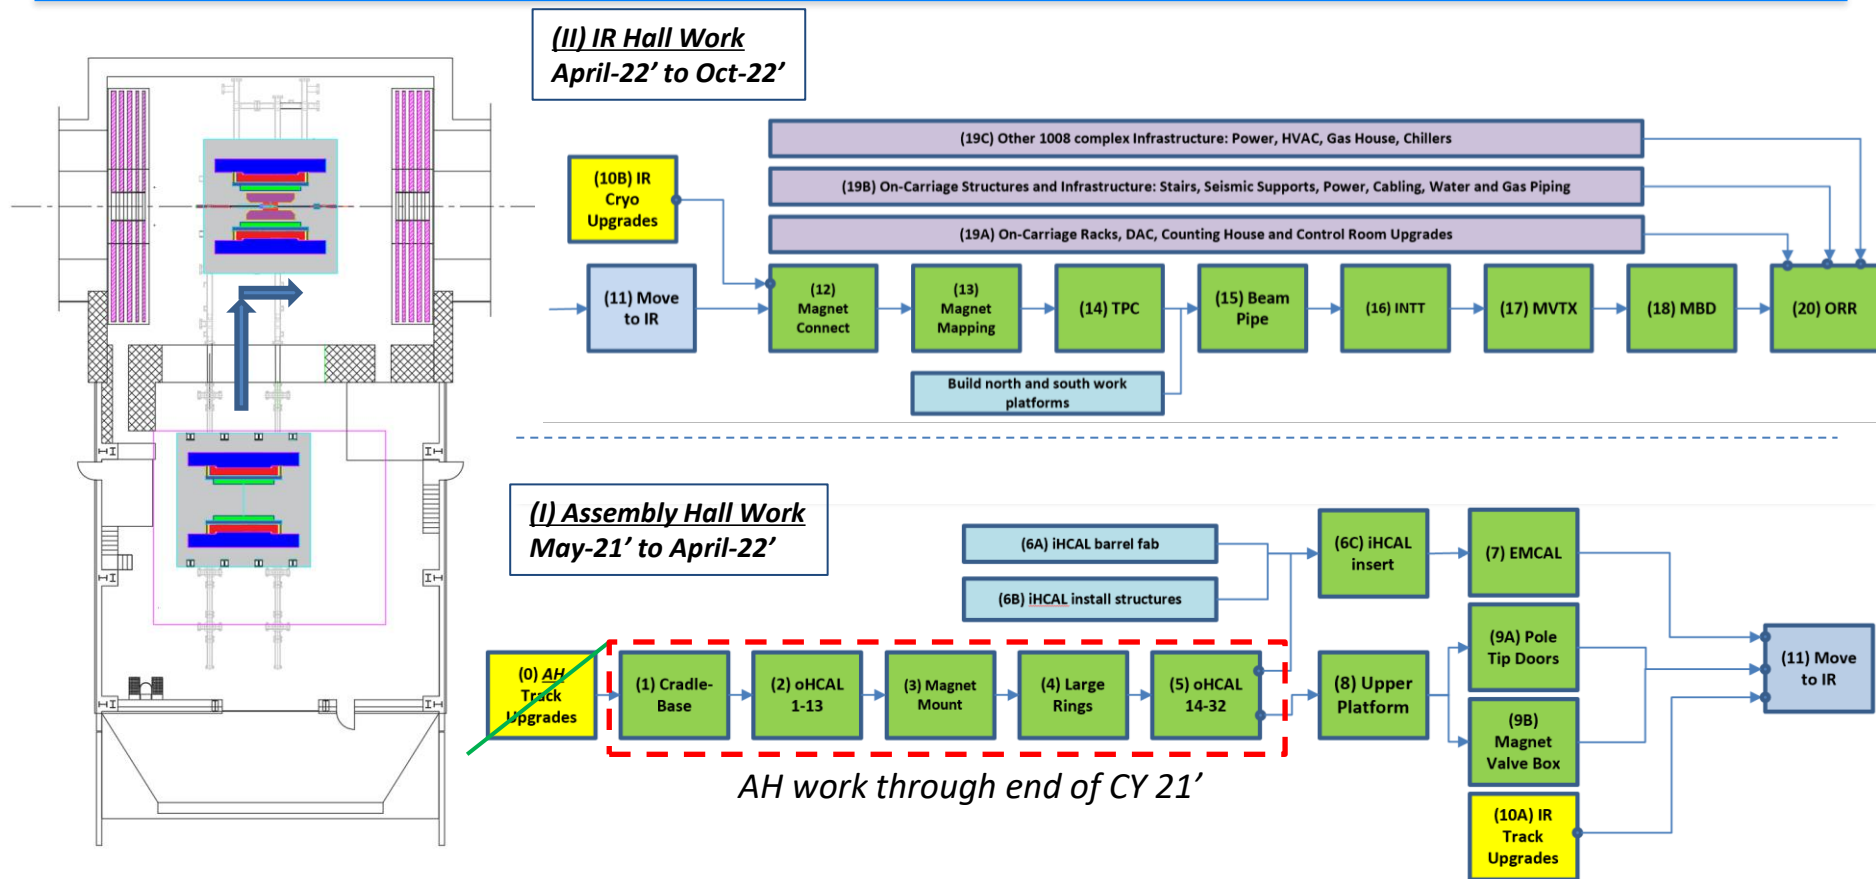 (II) IR Hall Work
April-22’ to Oct-22’
(19C) Other 1008 complex Infrastructure: Power, HVAC, Gas House, Chillers
(10B) IR
Cryo
Upgrades
(19B) On-Carriage Structures and Infrastructure: Stairs, Seismic Supports, Power, Cabling, Water and Gas Piping
(19A) On-Carriage Racks, DAC, Counting House and Control Room Upgrades
(11) Move
to IR
(12)
Magnet
Connect
(13)
Magnet
Mapping
(14) TPC
(15) Beam
Pipe
(16) INTT
(17) MVTX
(18) MBD
(20) ORR
Build north and south work
platforms
(I) Assembly Hall Work
May-21’ to April-22’
(6A) iHCAL barrel fab
(6B) iHCAL install structures
(6C) iHCAL
insert
(7) EMCAL
(0) AH
Track
Upgrades
(1) Cradle-
Base
(2) oHCAL
1-13
(3) Magnet
Mount
(4) Large
Rings
(5) oHCAL
14-32
(8) Upper
Platform
(9A) Pole
Tip Doors
(9B)
Magnet
Valve Box
(10A) IR
Track
Upgrades
(11) Move
to IR
AH work through end of CY 21’